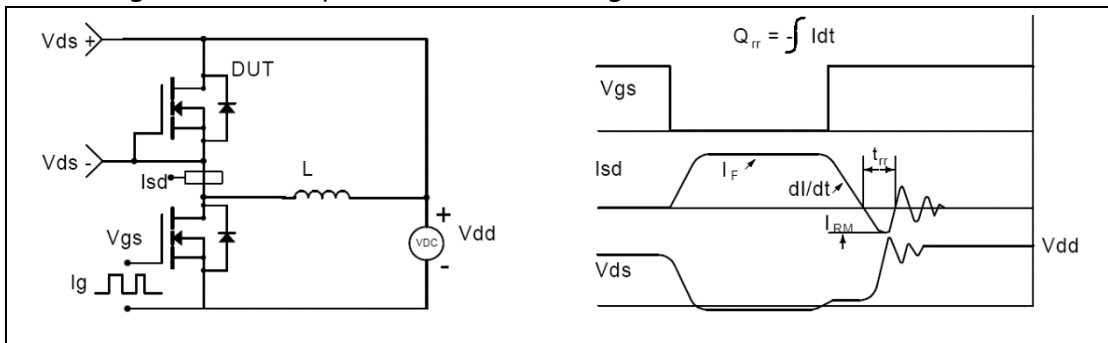 Vds +
DUT
Vds -
Isd
L
Vgs
Ig
+
VDC
-
Vdd
Qrr = -∫ Idt
Vgs
Isd
IF
dI/dt
trr
IRM
Vdd
Vds